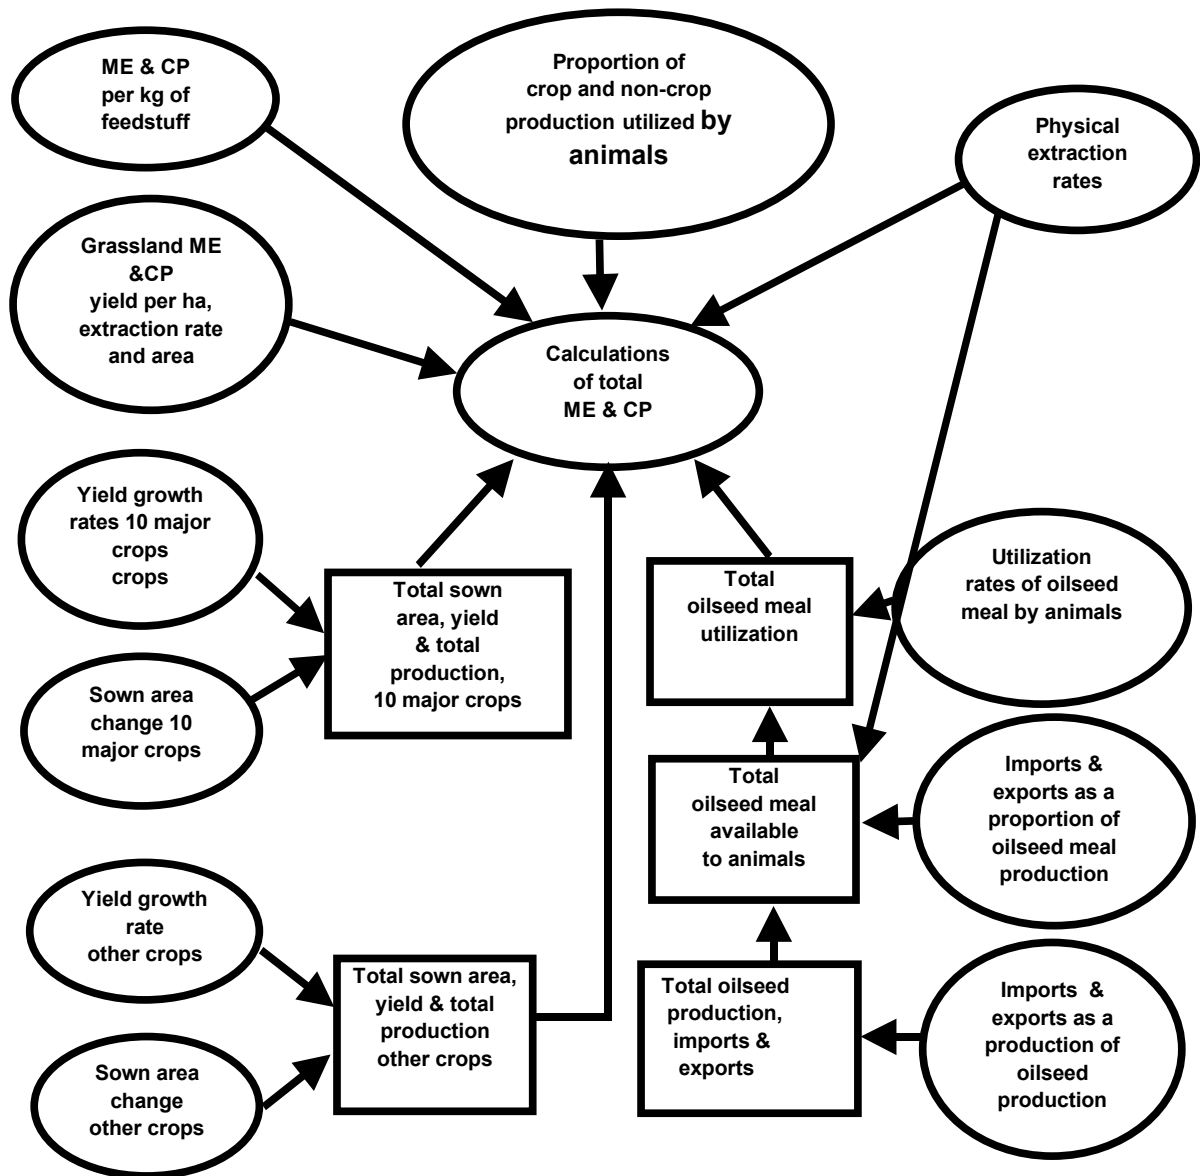 ME & CP
per kg of
feedstuff
Proportion of
crop and non-crop
production utilized by
animals
Physical
extraction
rates
Grassland ME
&CP
yield per ha,
extraction rate
and area
Calculations
of total
ME & CP
Yield growth
rates 10 major
crops
crops
Total sown
area, yield
& total
production,
10 major crops
Total
oilseed meal
utilization
Utilization
rates of oilseed
meal by animals
Sown area
change 10
major crops
Total
oilseed meal
available
to animals
Imports &
exports as a
proportion of
oilseed meal
production
Yield growth
rate
other crops
Total sown area,
yield & total
production
other crops
Total oilseed
production,
imports &
exports
Imports &
exports as a
production of
oilseed
production
Sown area
change
other crops